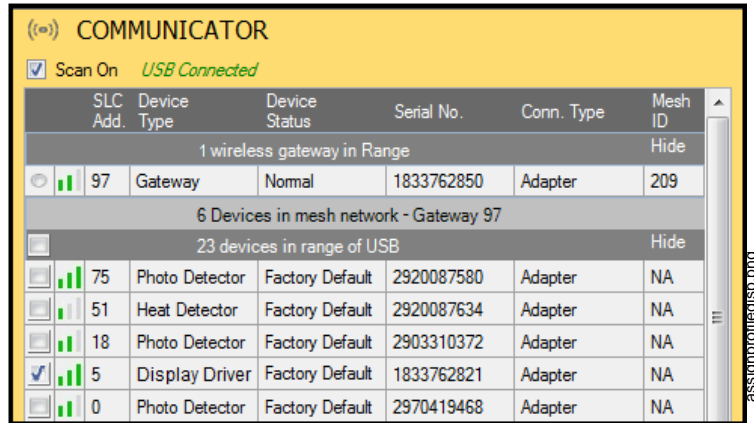 ((•)) COMMUNICATOR
Scan On USB Connected
SLC Add. Device Type Device Status Serial No. Conn. Type Mesh ID
1 wireless gateway in Range Hide
97 Gateway Normal 1833762850 Adapter 209
6 Devices in mesh network - Gateway 97
23 devices in range of USB Hide
75 Photo Detector Factory Default 2920087580 Adapter NA
51 Heat Detector Factory Default 2920087634 Adapter NA
18 Photo Detector Factory Default 2903310372 Adapter NA
5 Display Driver Factory Default 1833762821 Adapter NA
0 Photo Detector Factory Default 2970419468 Adapter NA
assignprofiledisp.png